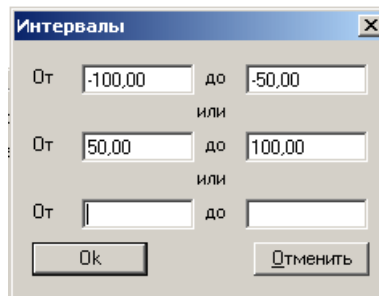 Интервалы
От -100,00 до -50,00
или
От 50,00 до 100,00
или
От до
Ok Отменить